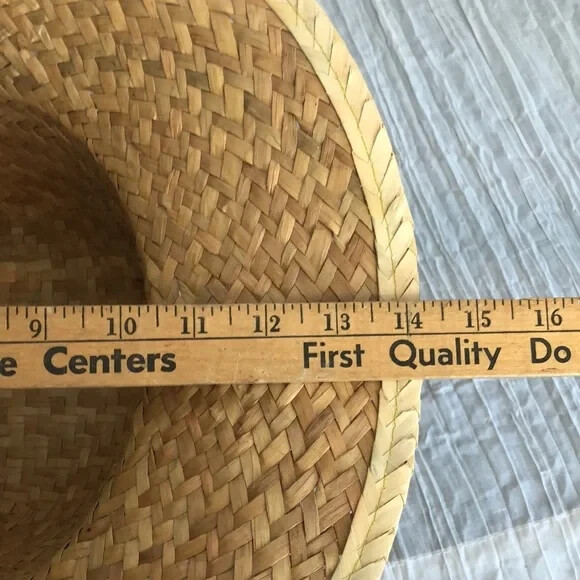 9 10 11 12 13 14 15 16
e Centers First Quality Do